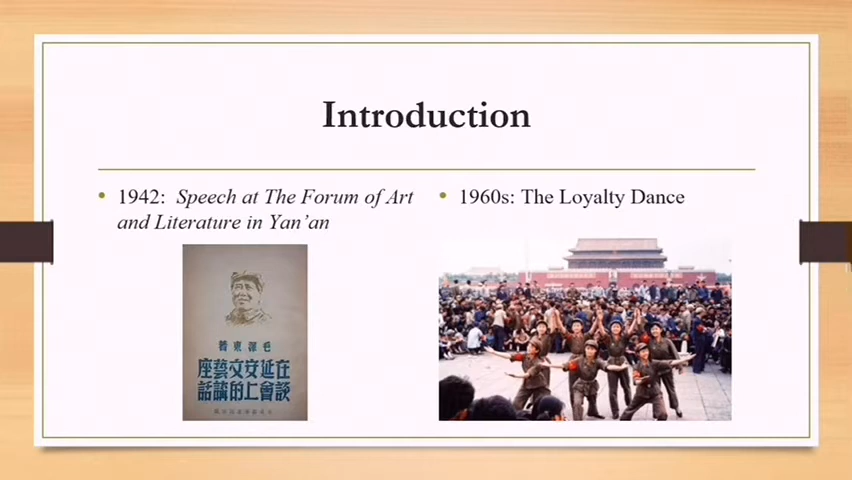 Introduction
• 1942: Speech at The Forum of Art
and Literature in Yan’an
• 1960s: The Loyalty Dance
毛澤東著
在延安文藝座
談會上的講話